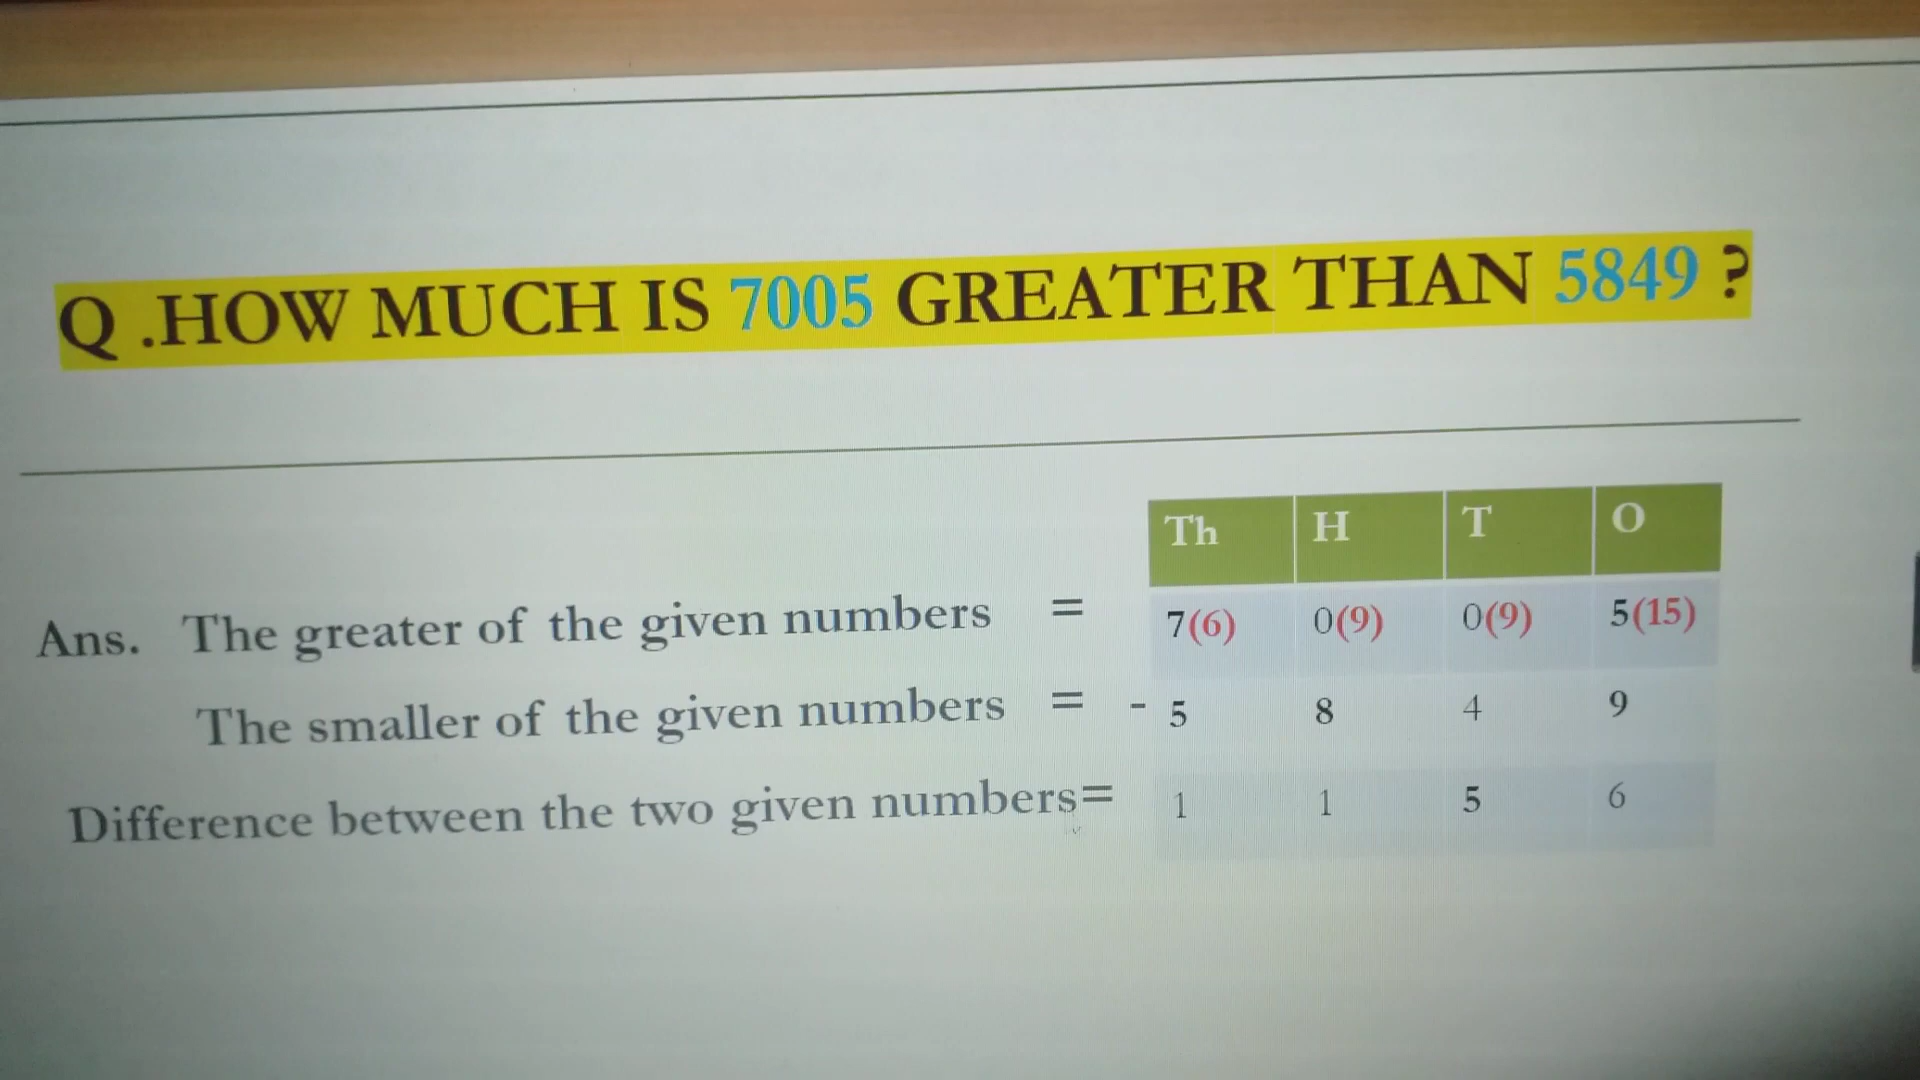 Q .HOW MUCH IS 7005 GREATER THAN 5849 ?
Th H T O
Ans. The greater of the given numbers = 7(6) 0(9) 0(9) 5(15)
The smaller of the given numbers = - 5 8 4 9
Difference between the two given numbers= 1 1 5 6